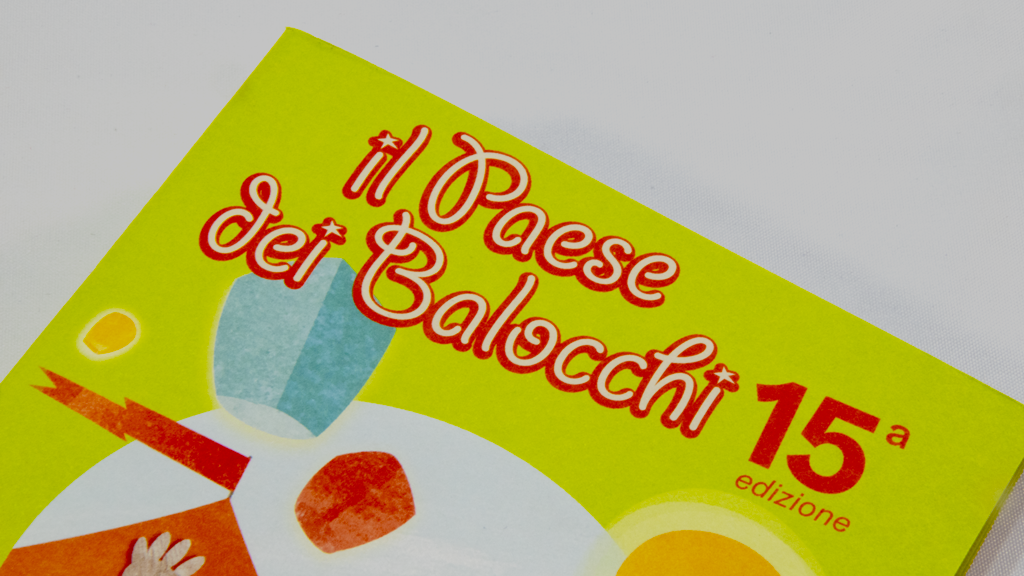 il Paese
dei Balocchi
15ª
edizione